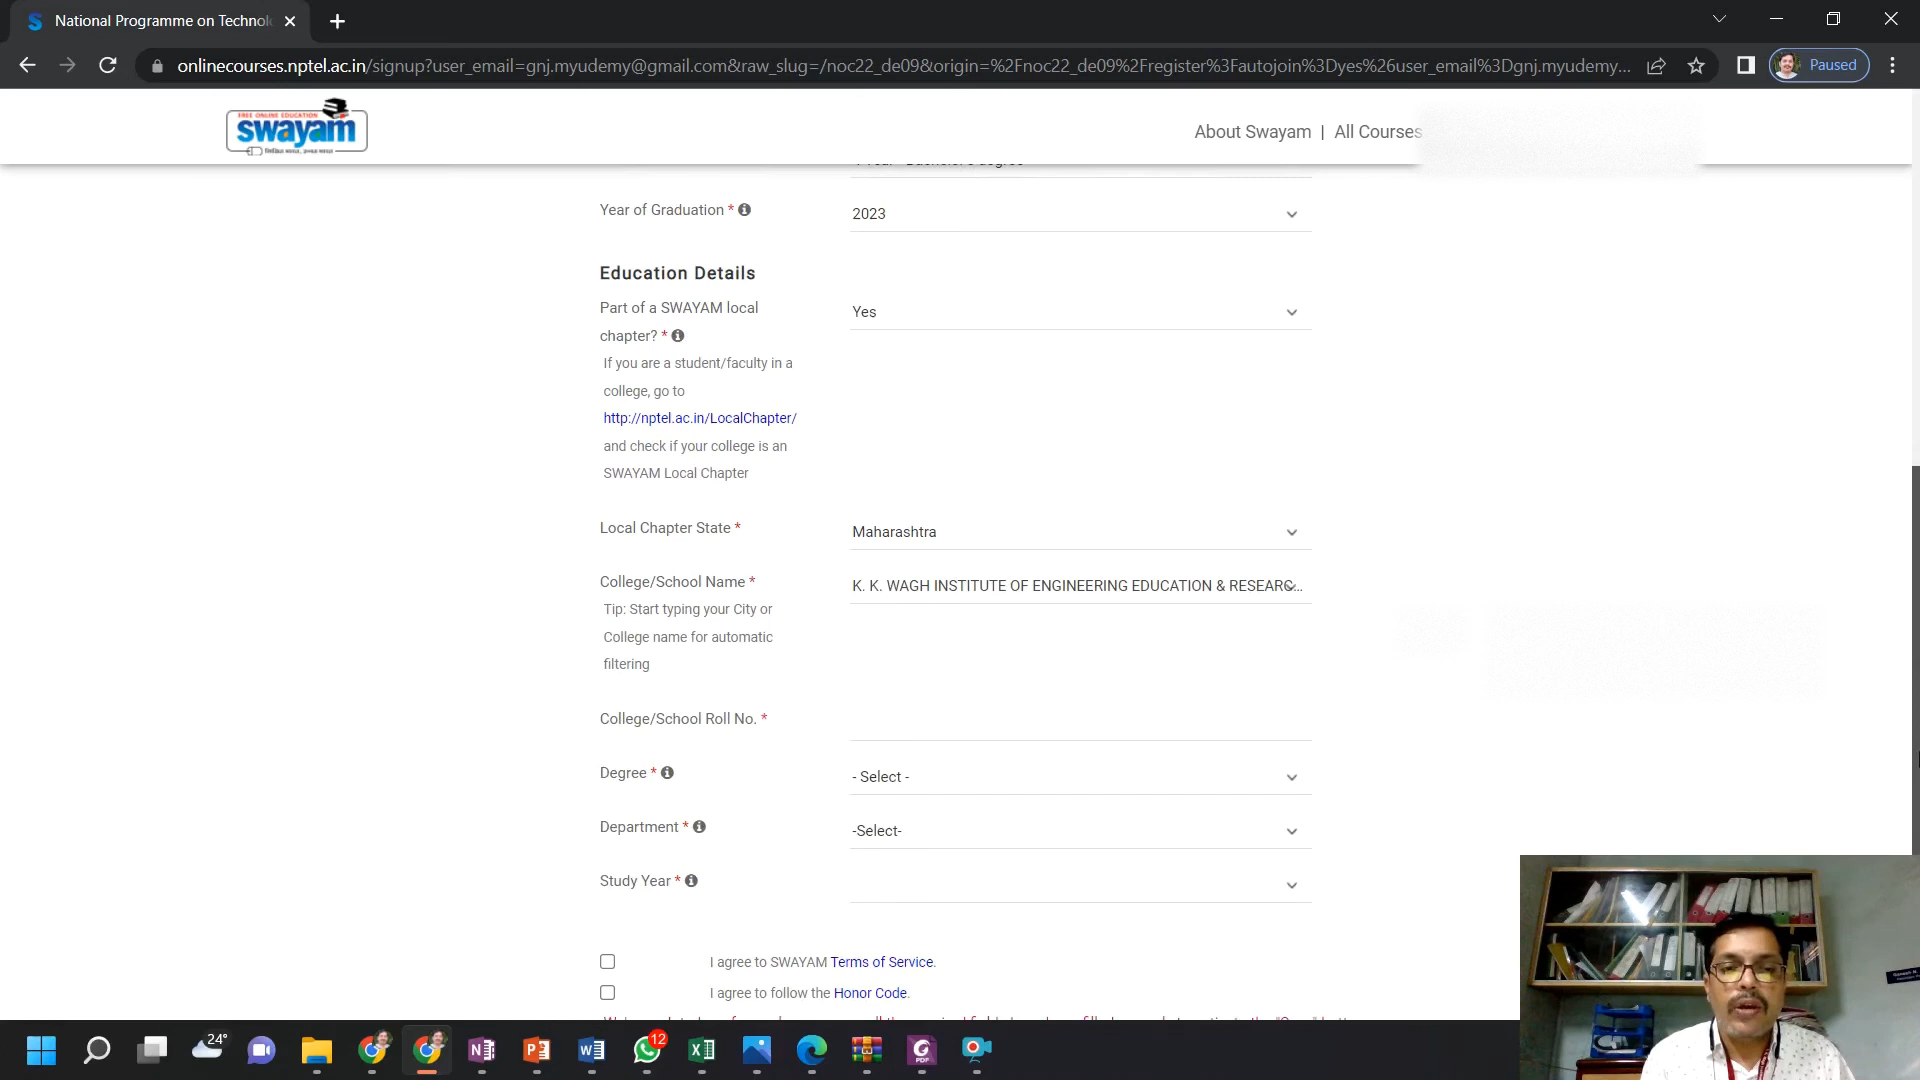 National Programme on Technol
onlinecourses.nptel.ac.in/signup?user_email=gnj.myudemy@gmail.com&raw_slug=/noc22_de09&origin=%2Fnoc22_de09%2Fregister%3Fautojoin%3Dyes%26user_email%3Dgnj.myudemy...
Paused
FREE ONLINE EDUCATION
swayam
About Swayam | All Courses
Year of Graduation *
2023
Education Details
Part of a SWAYAM local
chapter? *
Yes
If you are a student/faculty in a
college, go to
http://nptel.ac.in/LocalChapter/
and check if your college is an
SWAYAM Local Chapter
Local Chapter State *
Maharashtra
College/School Name *
K. K. WAGH INSTITUTE OF ENGINEERING EDUCATION & RESEARC...
Tip: Start typing your City or
College name for automatic
filtering
College/School Roll No. *
Degree *
- Select -
Department *
-Select-
Study Year *
I agree to SWAYAM Terms of Service.
I agree to follow the Honor Code.
24°
12
PDF